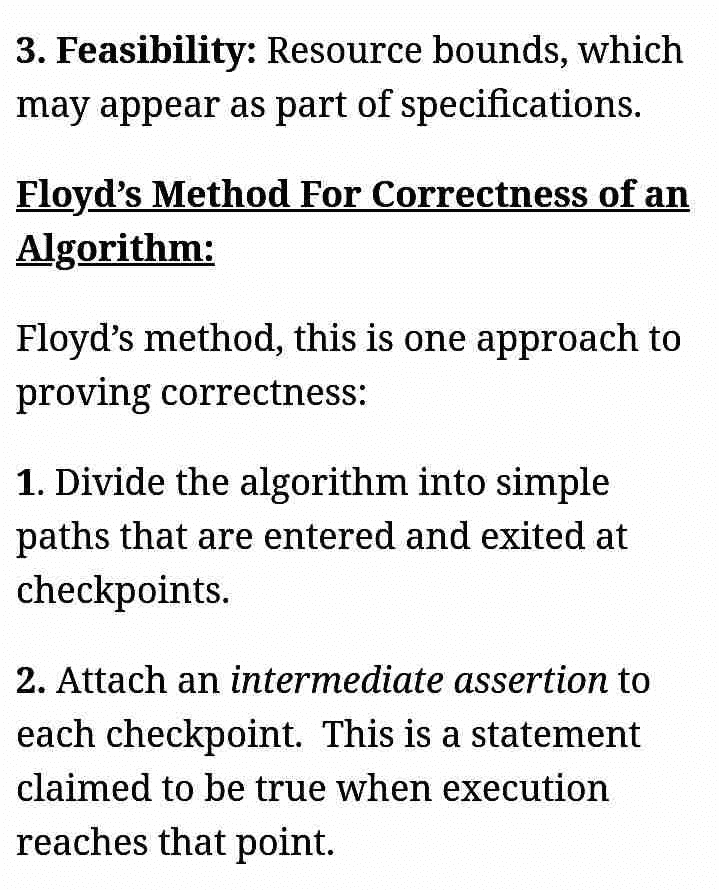 3. Feasibility: Resource bounds, which
may appear as part of specifications.
Floyd’s Method For Correctness of an
Algorithm:
Floyd’s method, this is one approach to
proving correctness:
1. Divide the algorithm into simple
paths that are entered and exited at
checkpoints.
2. Attach an intermediate assertion to
each checkpoint.  This is a statement
claimed to be true when execution
reaches that point.